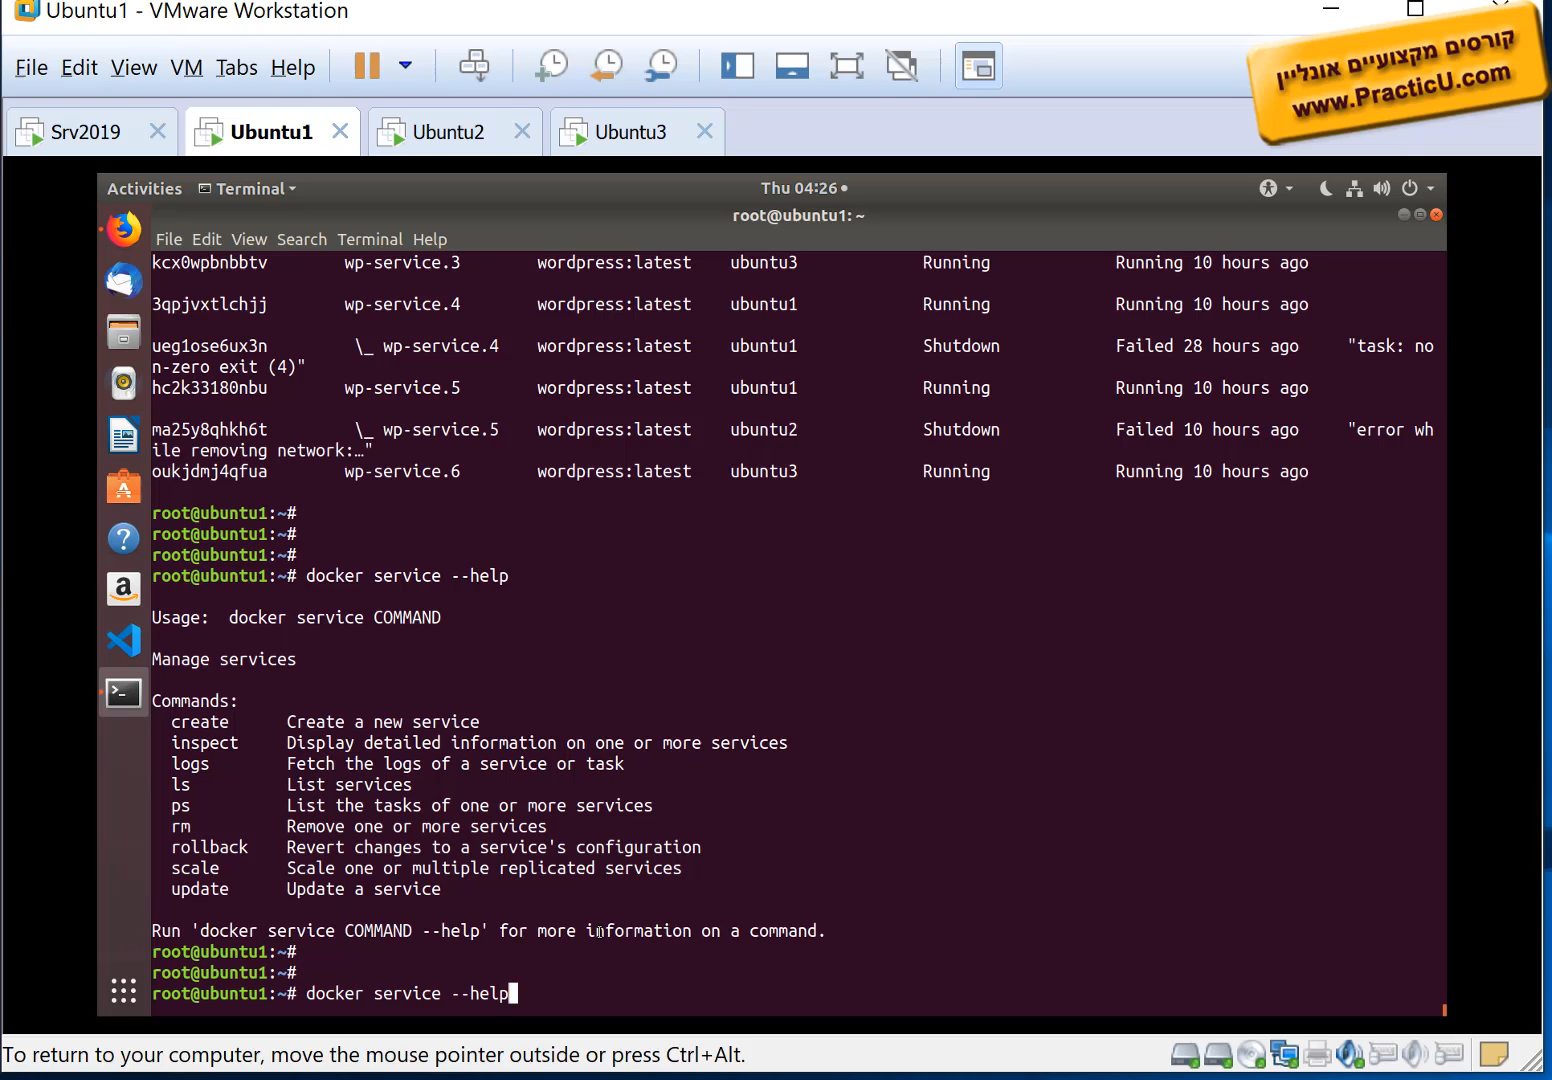 Ubuntu1 - VMware Workstation
File Edit View VM Tabs Help
קורסים מקצועיים אונליין
www.PracticU.com
Srv2019 Ubuntu1 Ubuntu2 Ubuntu3
Activities Terminal Thu 04:26
root@ubuntu1: ~
File Edit View Search Terminal Help
kcx0wpbnbbtv wp-service.3 wordpress:latest ubuntu3 Running Running 10 hours ago
3qpjvxtlchjj wp-service.4 wordpress:latest ubuntu1 Running Running 10 hours ago
ueg1ose6ux3n \_ wp-service.4 wordpress:latest ubuntu1 Shutdown Failed 28 hours ago "task: no
n-zero exit (4)"
hc2k33180nbu wp-service.5 wordpress:latest ubuntu1 Running Running 10 hours ago
ma25y8qhkh6t \_ wp-service.5 wordpress:latest ubuntu2 Shutdown Failed 10 hours ago "error wh
ile removing network:…"
oukjdmj4qfua wp-service.6 wordpress:latest ubuntu3 Running Running 10 hours ago
root@ubuntu1:~#
root@ubuntu1:~#
root@ubuntu1:~#
root@ubuntu1:~# docker service --help
Usage: docker service COMMAND
Manage services
Commands:
create Create a new service
inspect Display detailed information on one or more services
logs Fetch the logs of a service or task
ls List services
ps List the tasks of one or more services
rm Remove one or more services
rollback Revert changes to a service's configuration
scale Scale one or multiple replicated services
update Update a service
Run 'docker service COMMAND --help' for more information on a command.
root@ubuntu1:~#
root@ubuntu1:~#
root@ubuntu1:~# docker service --help
To return to your computer, move the mouse pointer outside or press Ctrl+Alt.